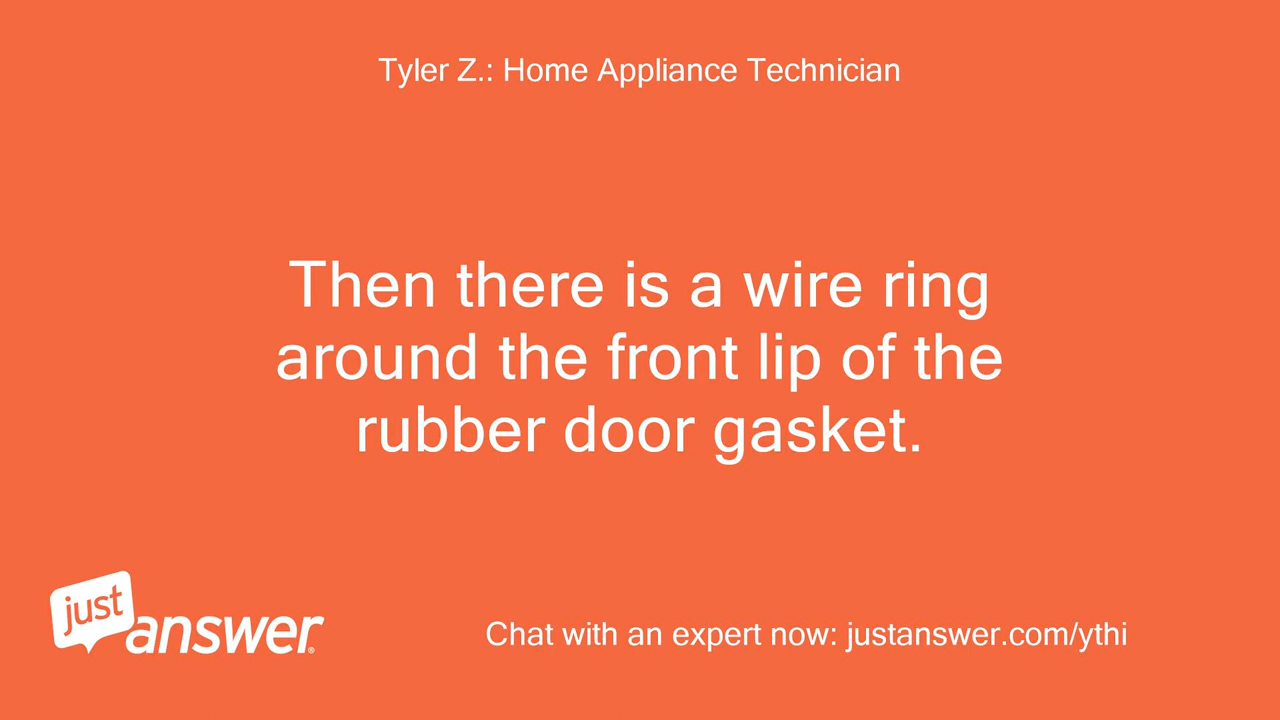 Tyler Z.: Home Appliance Technician
Then there is a wire ring
around the front lip of the
rubber door gasket.
just
answer®
Chat with an expert now: justanswer.com/ythi